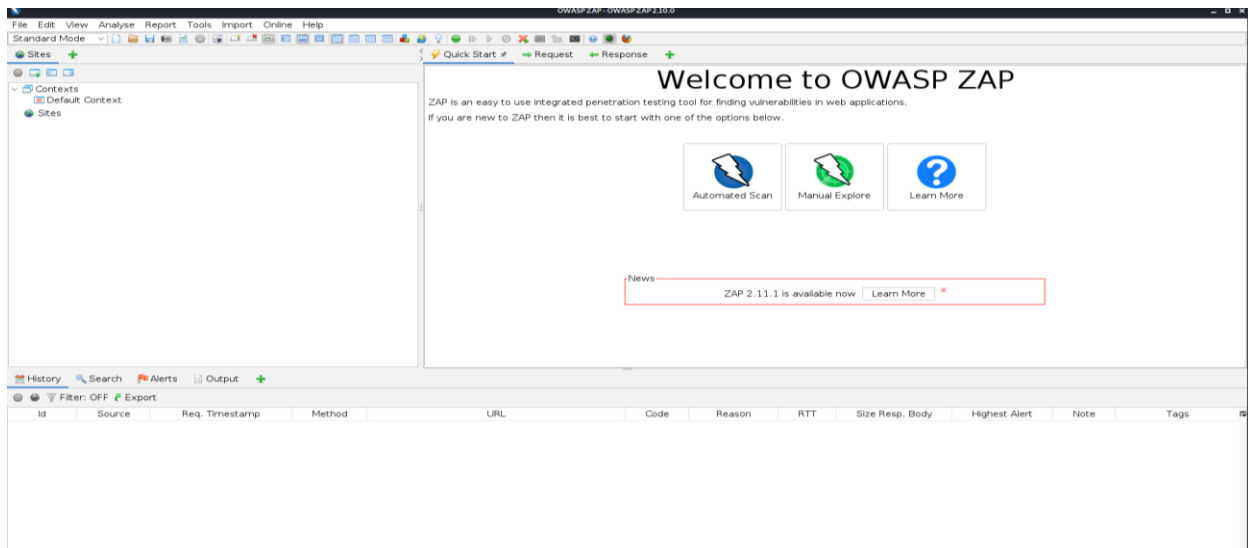 OWASP ZAP - OWASP ZAP 2.10.0
File Edit View Analyse Report Tools Import Online Help
Standard Mode
Sites
Quick Start Request Response
Contexts
Default Context
Sites
Welcome to OWASP ZAP
ZAP is an easy to use integrated penetration testing tool for finding vulnerabilities in web applications.
If you are new to ZAP then it is best to start with one of the options below.
Automated Scan Manual Explore Learn More
News
ZAP 2.11.1 is available now Learn More
History Search Alerts Output
Filter: OFF Export
Id Source Req. Timestamp Method URL Code Reason RTT Size Resp. Body Highest Alert Note Tags